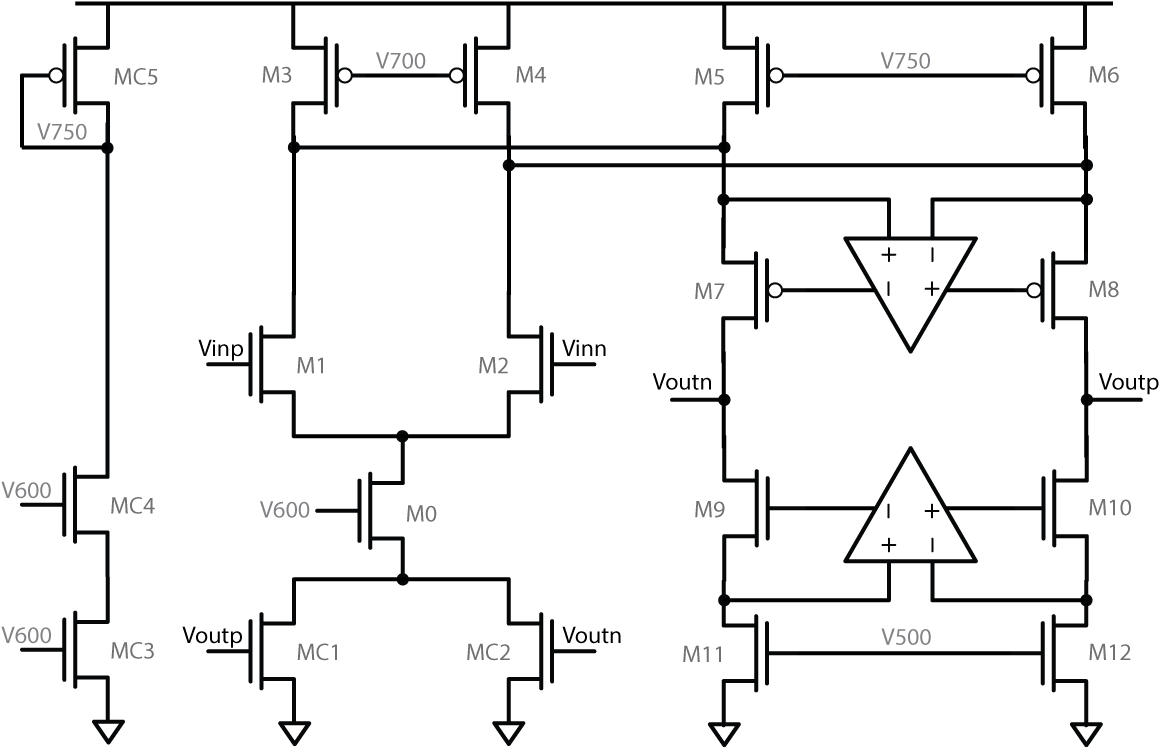 MC5
M3
V700
M4
M5
V750
M6
V750
+ −
M7
− +
M8
Vinp
M1
M2
Vinn
Voutn
Voutp
V600
MC4
V600
M0
M9
− +
M10
+ −
V600
MC3
Voutp
MC1
MC2
Voutn
M11
V500
M12